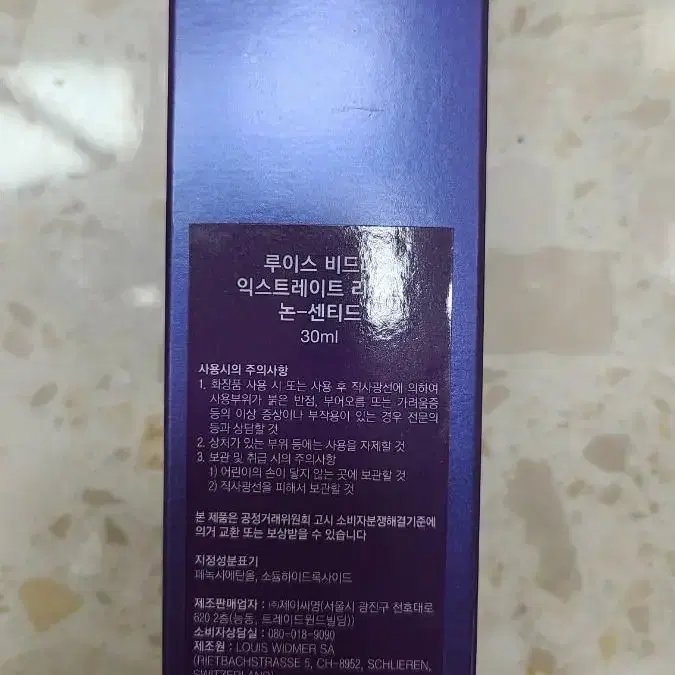 루이스 비드
익스트레이트
논-센티드
30ml
사용시의 주의사항
1. 화장품 사용 시 또는 사용 후 직사광선에 의하여
사용부위가 붉은 반점, 부어오름 또는 가려움증
등의 이상 증상이나 부작용이 있는 경우 전문의
등과 상담할 것
2. 상처가 있는 부위 등에는 사용을 자제할 것
3. 보관 및 취급 시의 주의사항
1) 어린이의 손이 닿지 않는 곳에 보관할 것
2) 직사광선을 피해서 보관할 것
본 제품은 공정거래위원회 고시 소비자분쟁해결기준에
의거 교환 또는 보상받을 수 있습니다
지정성분표기
페녹시에탄올, 소듐하이드록사이드
제조판매업자 : ㈜제이씨영(서울시 광진구 천호대로
620 2층(능동, 트레이드윈드빌딩))
소비자상담실 : 080-018-9090
제조원 : LOUIS WIDMER SA
(RIETBACHSTRASSE 5, CH-8952, SCHLIEREN,
SWITZERLAND)